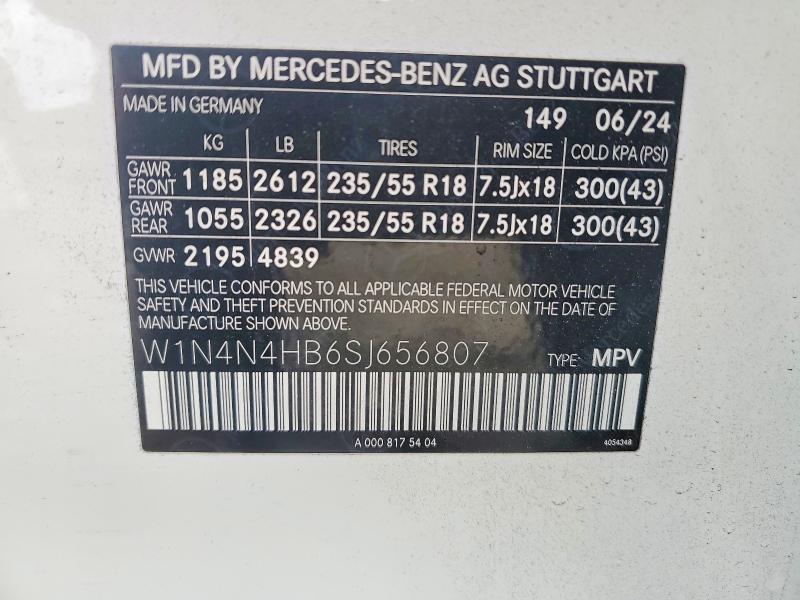 MFD BY MERCEDES-BENZ AG STUTTGART
MADE IN GERMANY 149 06/24
KG LB TIRES RIM SIZE COLD KPA (PSI)
GAWR FRONT 1185 2612 235/55 R18 7.5Jx18 300(43)
GAWR REAR 1055 2326 235/55 R18 7.5Jx18 300(43)
GVWR 2195 4839
THIS VEHICLE CONFORMS TO ALL APPLICABLE FEDERAL MOTOR VEHICLE
SAFETY AND THEFT PREVENTION STANDARDS IN EFFECT ON THE DATE OF
MANUFACTURE SHOWN ABOVE.
W1N4N4HB6SJ656807 TYPE: MPV
A 000 817 54 04 4054348